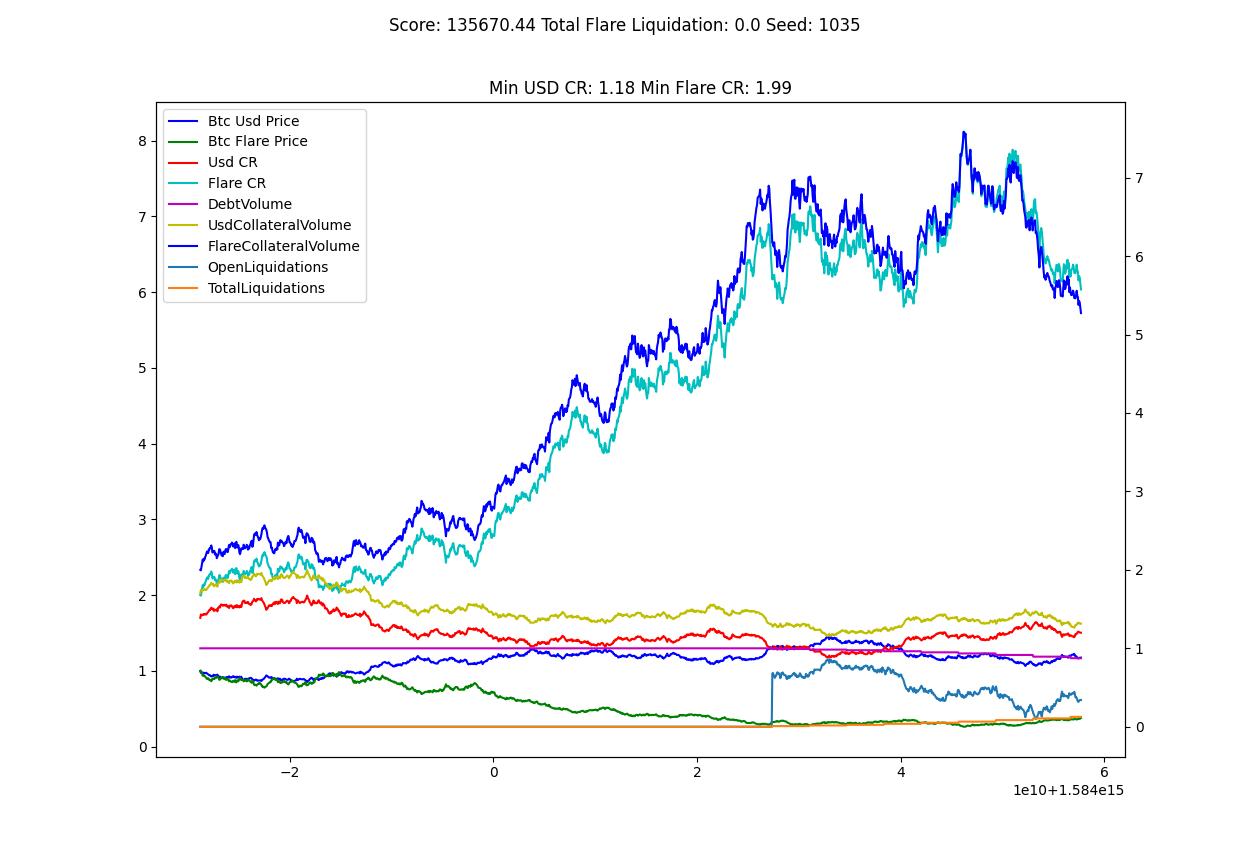 Score: 135670.44 Total Flare Liquidation: 0.0 Seed: 1035
Min USD CR: 1.18 Min Flare CR: 1.99
Btc Usd Price
Btc Flare Price
Usd CR
Flare CR
DebtVolume
UsdCollateralVolume
FlareCollateralVolume
OpenLiquidations
TotalLiquidations
8
7
6
5
4
3
2
1
0
7
6
5
4
3
2
1
0
−2 0 2 4 6
1e10+1.584e15